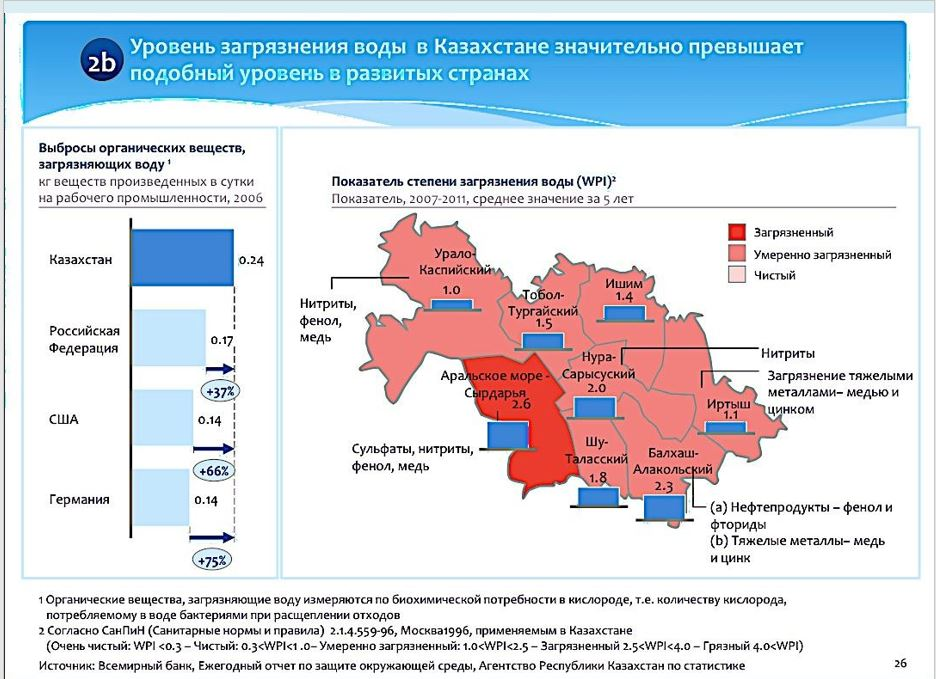 2b
Уровень загрязнения воды в Казахстане значительно превышает
подобный уровень в развитых странах
Выбросы органических веществ,
загрязняющих воду ¹
кг веществ произведенных в сутки
на рабочего промышленности, 2006
Казахстан
0.24
Российская
Федерация
0.17
+37%
США
0.14
+66%
Германия
0.14
+75%
Показатель степени загрязнения воды (WPI)²
Показатель, 2007-2011, среднее значение за 5 лет
Загрязненный
Умеренно загрязненный
Чистый
Урало-
Каспийский
1.0
Нитриты,
фенол,
медь
Тобол-
Тургайский
1.5
Ишим
1.4
Нура-
Сарысуский
2.0
Нитриты
Загрязнение тяжелыми
металлами– медью и
цинком
Иртыш
1.1
Аральское море -
Сырдарья
2.6
Сульфаты, нитриты,
фенол, медь
Шу-
Таласский
1.8
Балхаш-
Алакольский
2.3
(а) Нефтепродукты – фенол и
фториды
(b) Тяжелые металлы– медь
и цинк
1 Органические вещества, загрязняющие воду измеряются по биохимической потребности в кислороде, т.е. количеству кислорода,
потребляемому в воде бактериями при расщеплении отходов
2 Согласно СанПиН (Санитарные нормы и правила) 2.1.4.559-96, Москва1996, применяемым в Казахстане
(Очень чистый: WPI <0.3 – Чистый: 0.3<WPI<1.0– Умеренно загрязненный: 1.0<WPI<2.5 – Загрязненный 2.5<WPI<4.0 – Грязный 4.0<WPI)
Источник: Всемирный банк, Ежегодный отчет по защите окружающей среды, Агентство Республики Казахстан по статистике
26